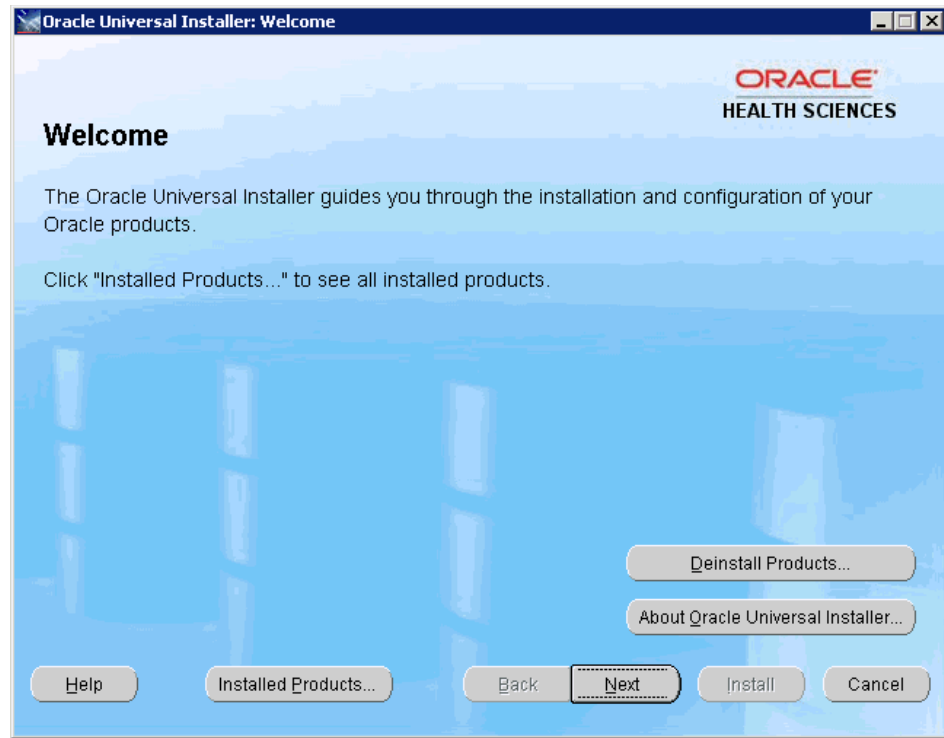 Oracle Universal Installer: Welcome
ORACLE
HEALTH SCIENCES
Welcome
The Oracle Universal Installer guides you through the installation and configuration of your
Oracle products.
Click "Installed Products..." to see all installed products.
Deinstall Products...
About Oracle Universal Installer...
Help
Installed Products...
Back
Next
Install
Cancel